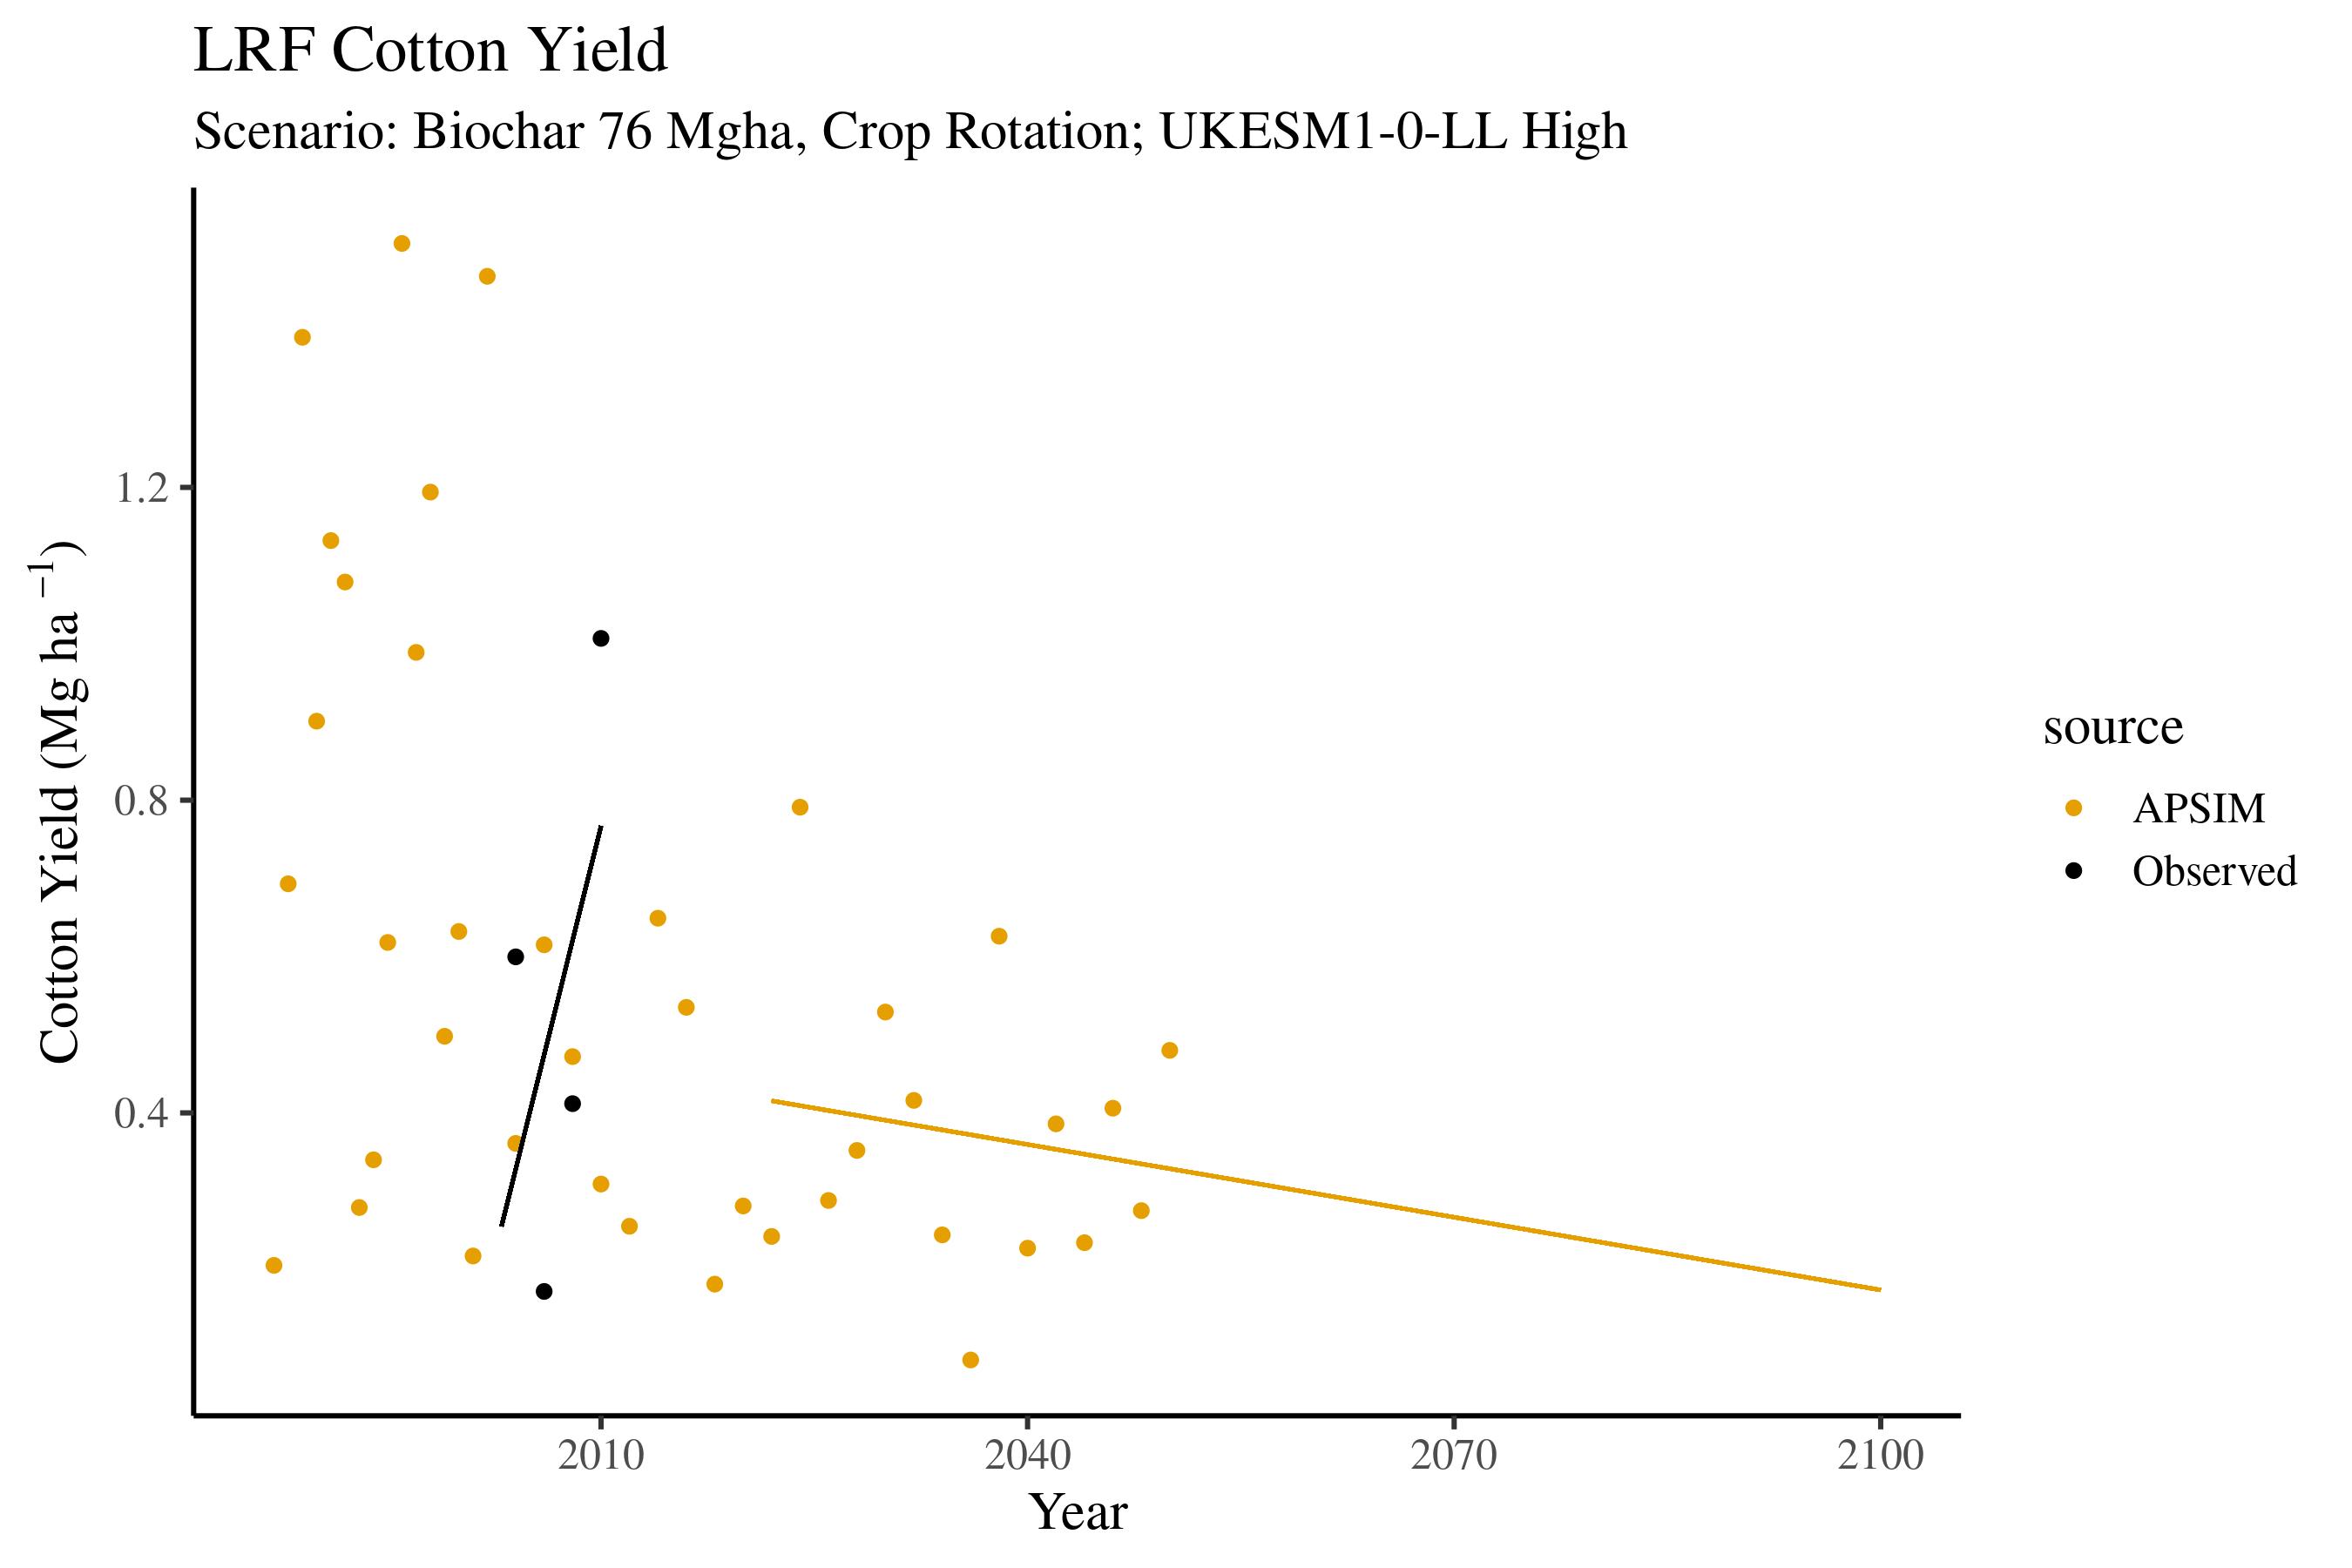 LRF Cotton Yield
Scenario: Biochar 76 Mgha, Crop Rotation; UKESM1-0-LL High
Cotton Yield (Mg ha −1)
1.2
0.8
0.4
2010 2040 2070 2100
Year
source
APSIM
Observed